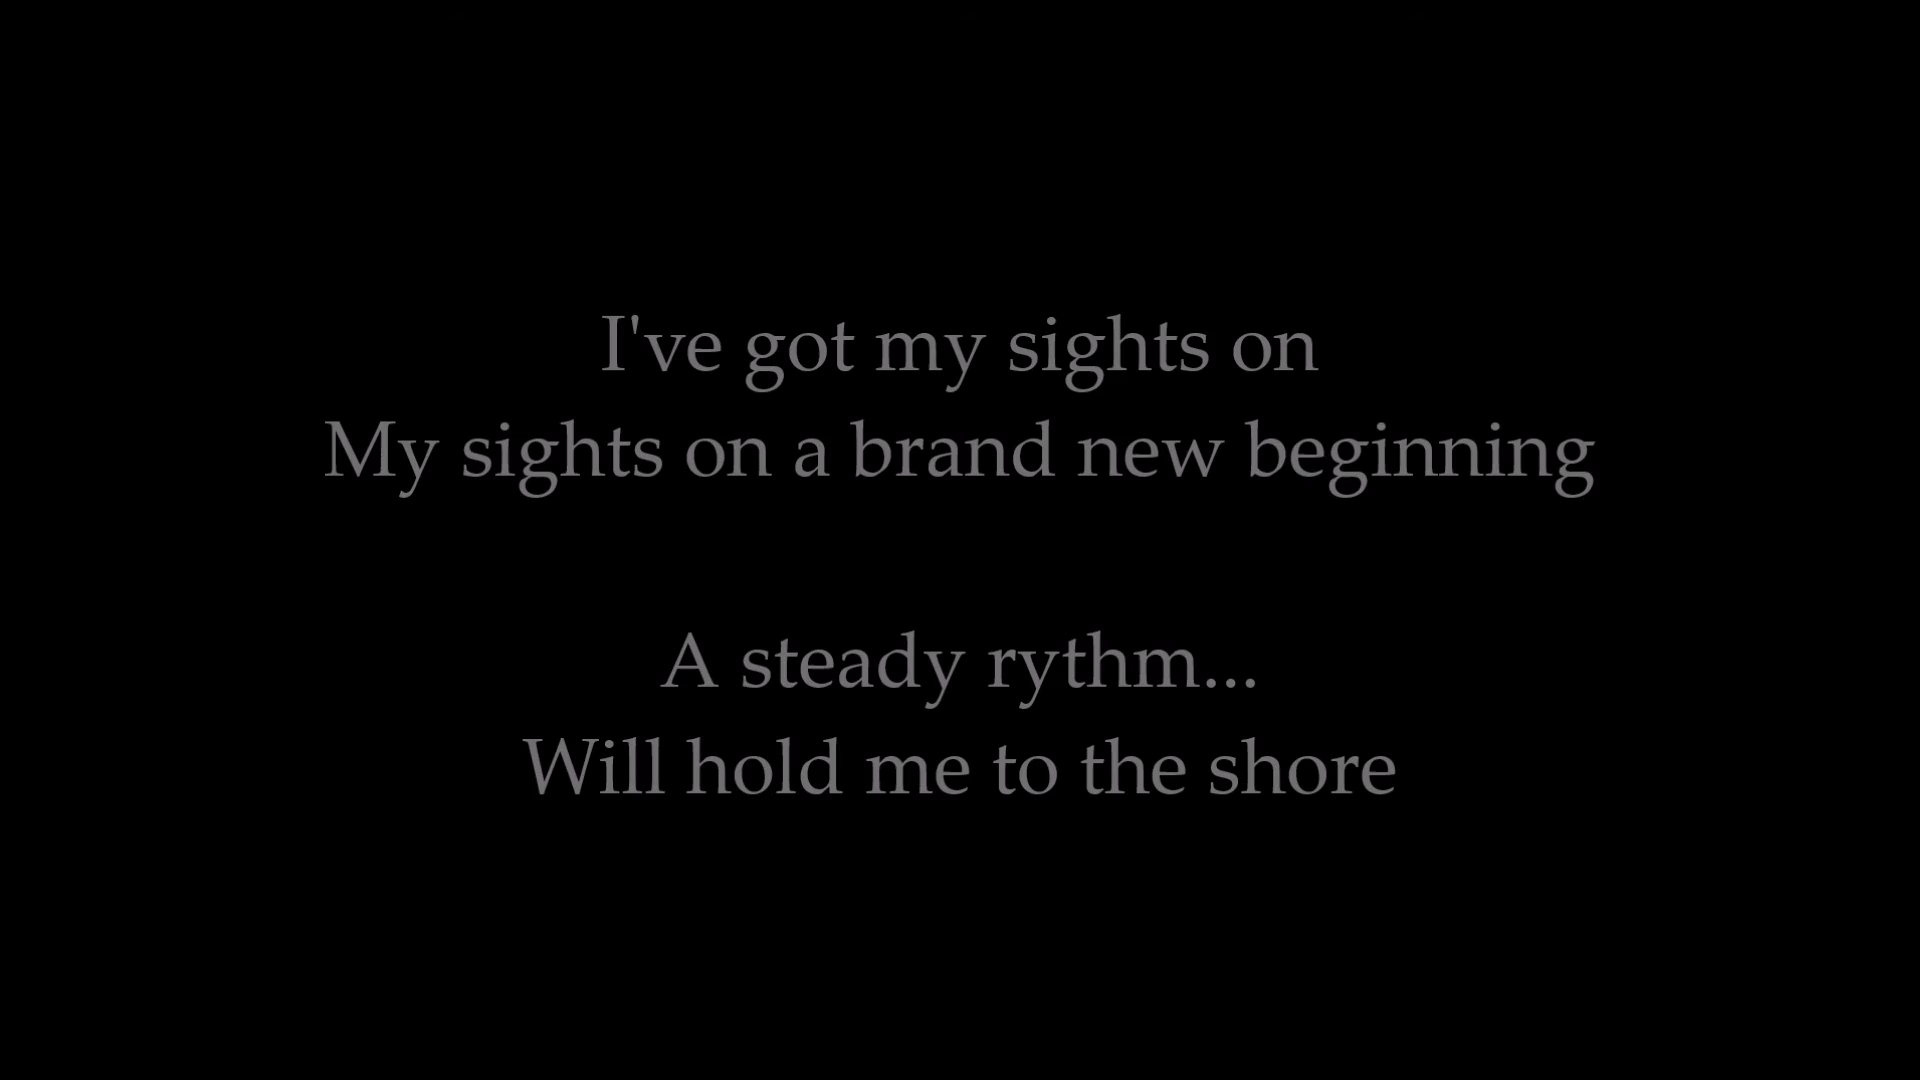 I've got my sights on
My sights on a brand new beginning
A steady rythm...
Will hold me to the shore